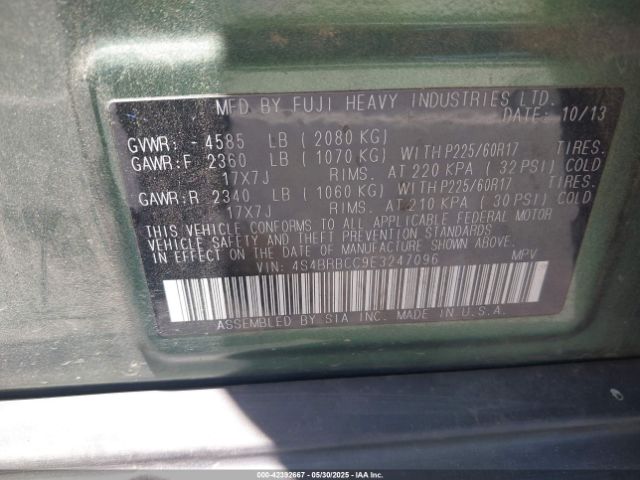 MFD. BY FUJI HEAVY INDUSTRIES LTD.
DATE: 10/13
GVWR: - 4585 LB (2080 KG)
GAWR:F 2360 LB (1070 KG) WITH P225/60R17 TIRES.
17X7J RIMS. AT 220 KPA (32 PSI) COLD
GAWR:R 2340 LB (1060 KG) WITH P225/60R17 TIRES.
17X7J RIMS. AT 210 KPA (30 PSI) COLD
THIS VEHICLE CONFORMS TO ALL APPLICABLE FEDERAL MOTOR
VEHICLE SAFETY AND THEFT PREVENTION STANDARDS
IN EFFECT ON THE DATE OF MANUFACTURE SHOWN ABOVE.
VIN: 4S4BRBCC9E3247096 MPV
ASSEMBLED BY SIA INC. MADE IN U.S.A.
000-42392667 - 05/30/2025 - COPYRIGHT IAA, INC.